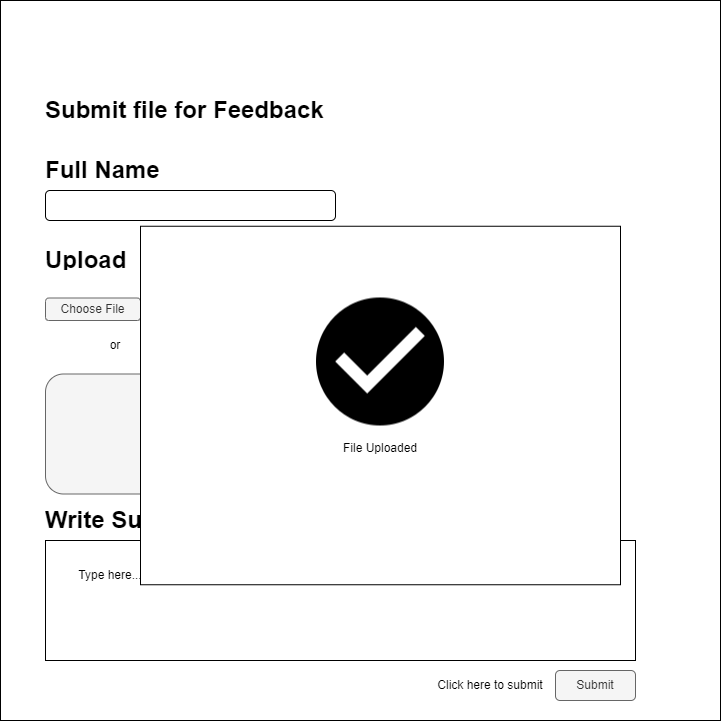 Submit file for Feedback
Full Name
Upload
Choose File
or
File Uploaded
Write Su
Type here...
Click here to submit
Submit